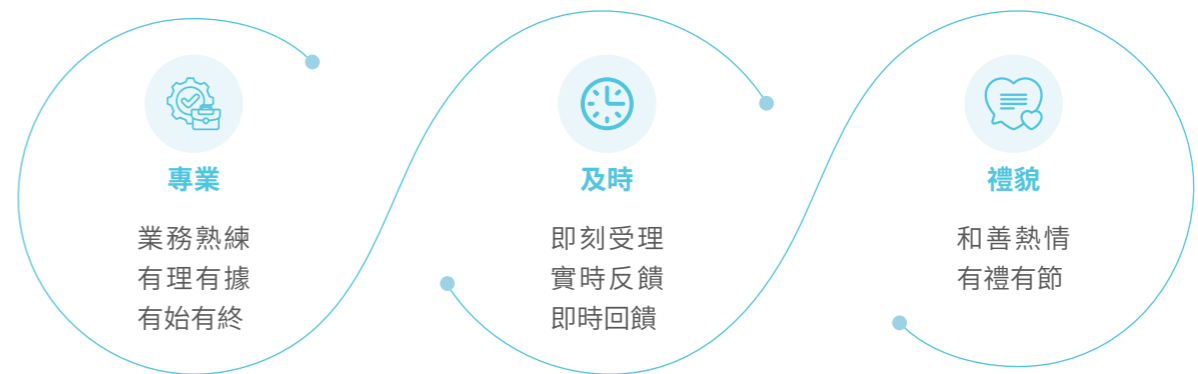 專業
業務熟練
有理有據
有始有終
及時
即刻受理
實時反饋
即時回饋
禮貌
和善熱情
有禮有節